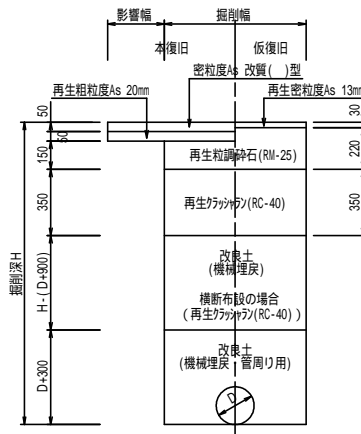 影響幅
掘削幅
本復旧
仮復旧
密粒度As 改質( )型
再生粗粒度As 20mm
再生密粒度As 13mm
50
50
150
350
H-(D+900)
D+300
掘削深H
30
220
350
再生粒調砕石(RM-25)
再生クラッシャラン(RC-40)
改良土
(機械埋戻)
横断布設の場合
(再生クラッシャラン(RC-40))
改良土
(機械埋戻・管周り用)
D